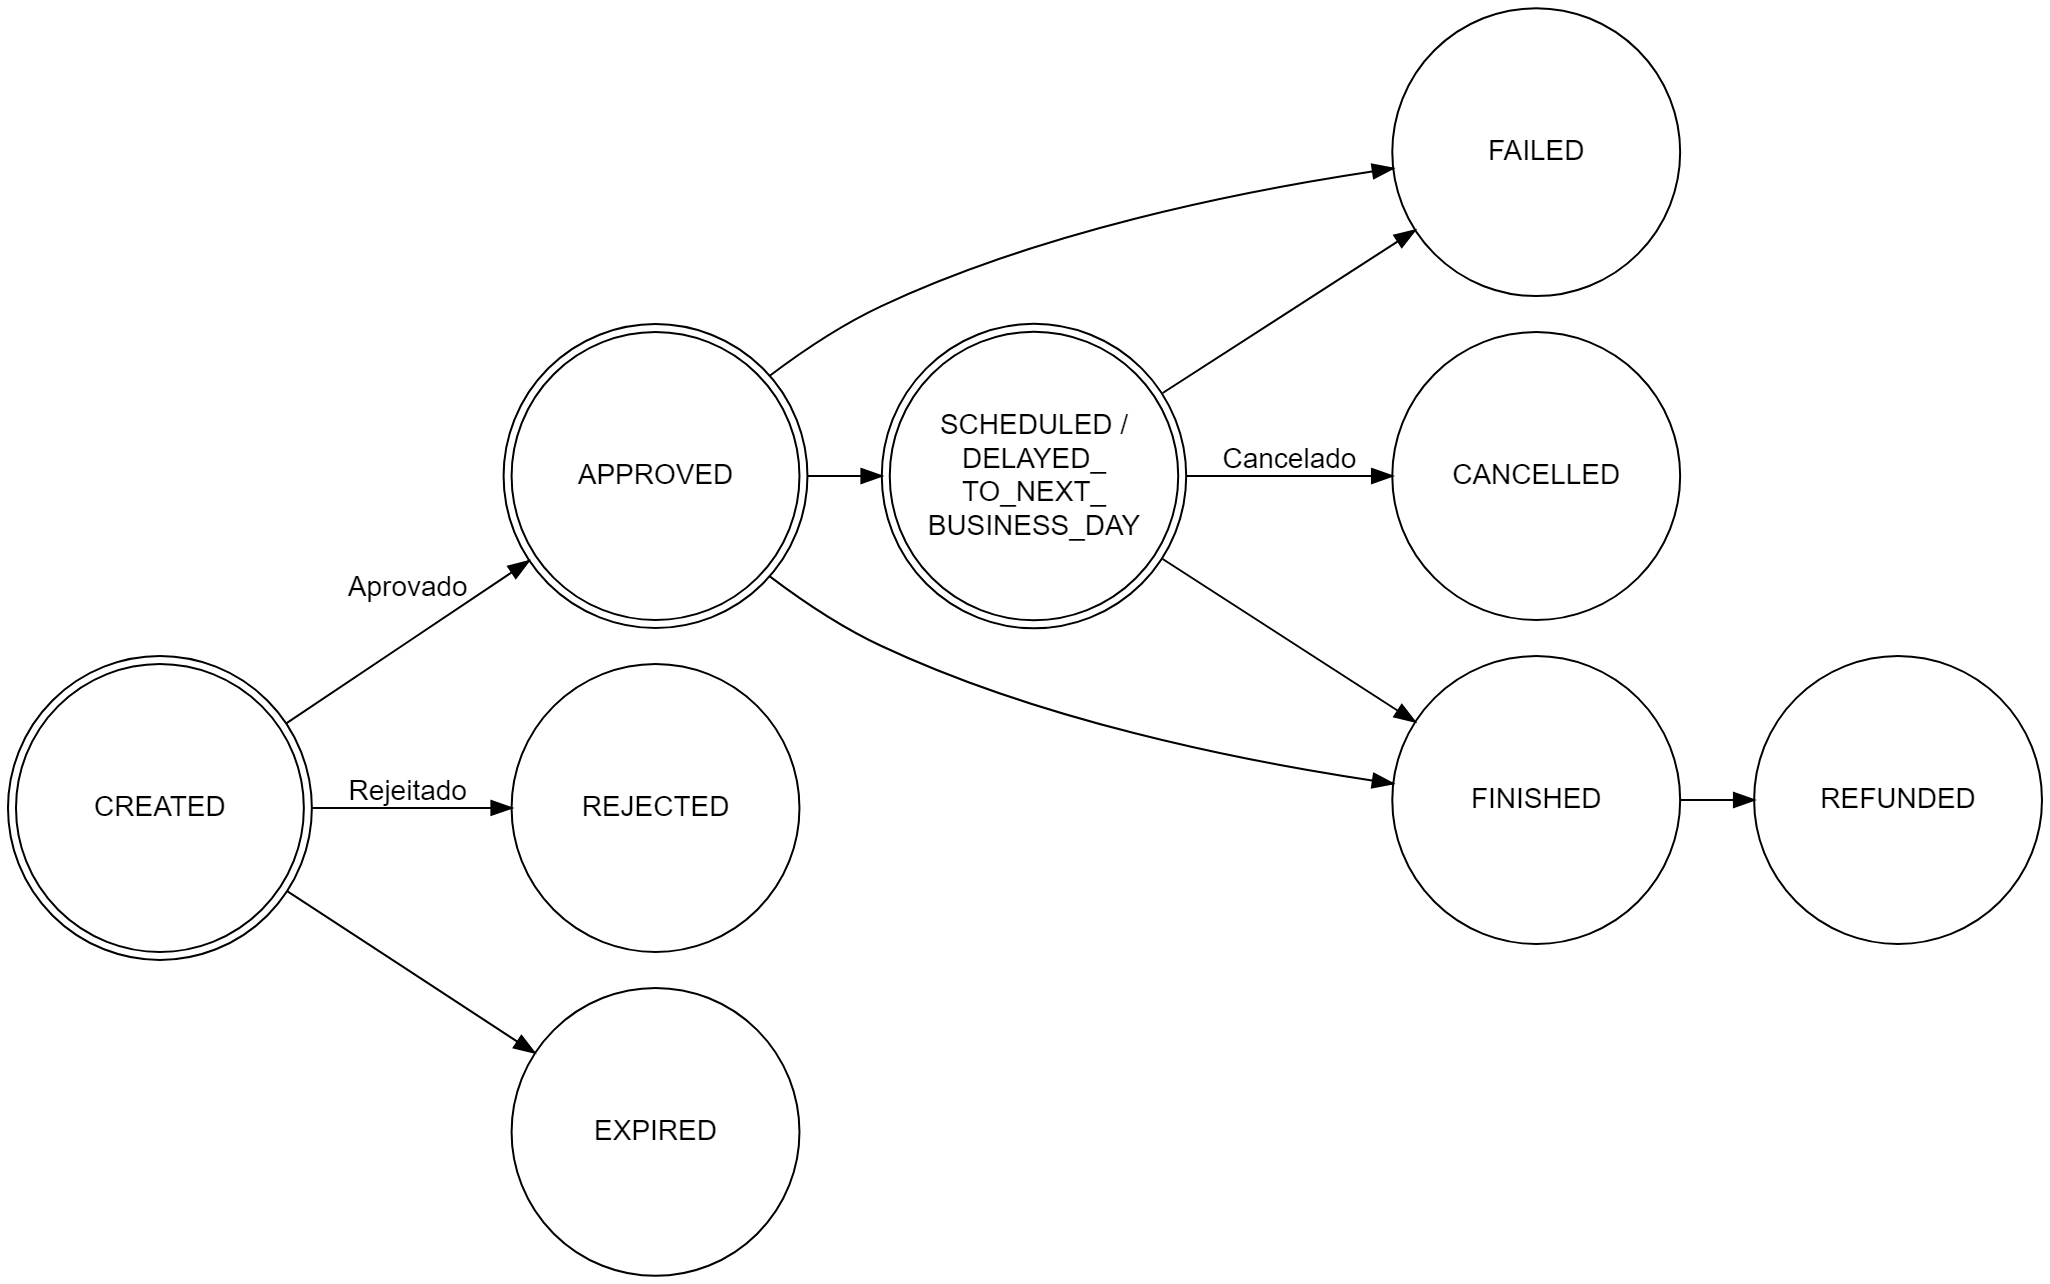 FAILED
APPROVED
SCHEDULED /
DELAYED_
TO_NEXT_
BUSINESS_DAY
Cancelado
CANCELLED
Aprovado
CREATED
Rejeitado
REJECTED
FINISHED
REFUNDED
EXPIRED